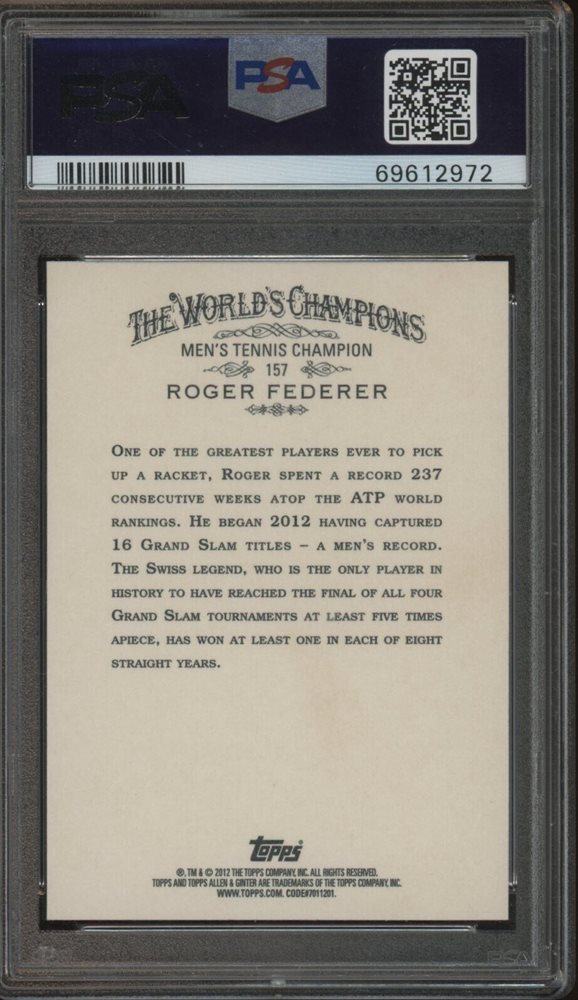 PSA
PSA
69612972
THE WORLD'S CHAMPIONS
MEN'S TENNIS CHAMPION
157
ROGER FEDERER
ONE OF THE GREATEST PLAYERS EVER TO PICK
UP A RACKET, ROGER SPENT A RECORD 237
CONSECUTIVE WEEKS ATOP THE ATP WORLD
RANKINGS. HE BEGAN 2012 HAVING CAPTURED
16 GRAND SLAM TITLES – A MEN'S RECORD.
THE SWISS LEGEND, WHO IS THE ONLY PLAYER IN
HISTORY TO HAVE REACHED THE FINAL OF ALL FOUR
GRAND SLAM TOURNAMENTS AT LEAST FIVE TIMES
APIECE, HAS WON AT LEAST ONE IN EACH OF EIGHT
STRAIGHT YEARS.
Topps
®, TM & © 2012 THE TOPPS COMPANY, INC. ALL RIGHTS RESERVED.
TOPPS AND TOPPS ALLEN & GINTER ARE TRADEMARKS OF THE TOPPS COMPANY, INC.
WWW.TOPPS.COM. CODE#7011201.
PSA